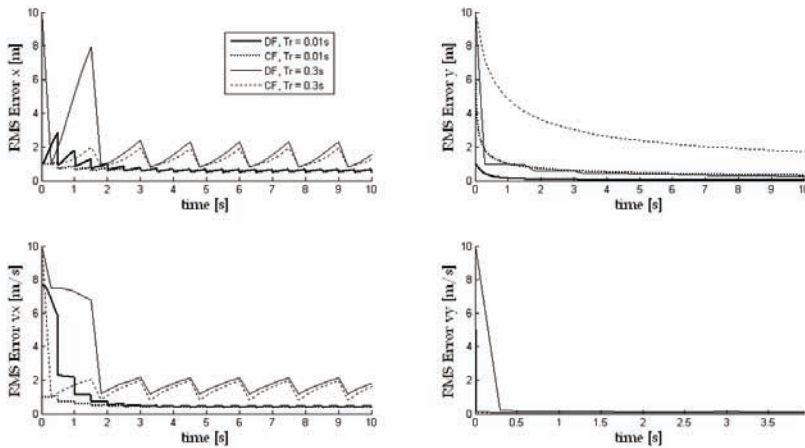 RMS Error x [m]
10
8
6
4
2
0
0 1 2 3 4 5 6 7 8 9 10
time [s]
DF, Tr = 0.01s
CF, Tr = 0.01s
DF, Tr = 0.3s
CF, Tr = 0.3s
RMS Error y [m]
10
8
6
4
2
0
0 1 2 3 4 5 6 7 8 9 10
time [s]
RMS Error vx [m/s]
10
8
6
4
2
0
0 1 2 3 4 5 6 7 8 9 10
time [s]
RMS Error vy [m/s]
10
8
6
4
2
0
0 0.5 1 1.5 2 2.5 3 3.5
time [s]